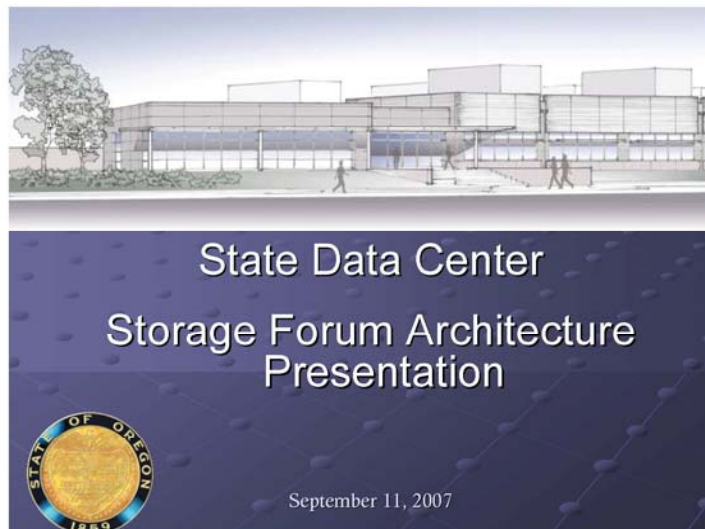 State Data Center
Storage Forum Architecture
Presentation
STATE OF OREGON
1859
September 11, 2007